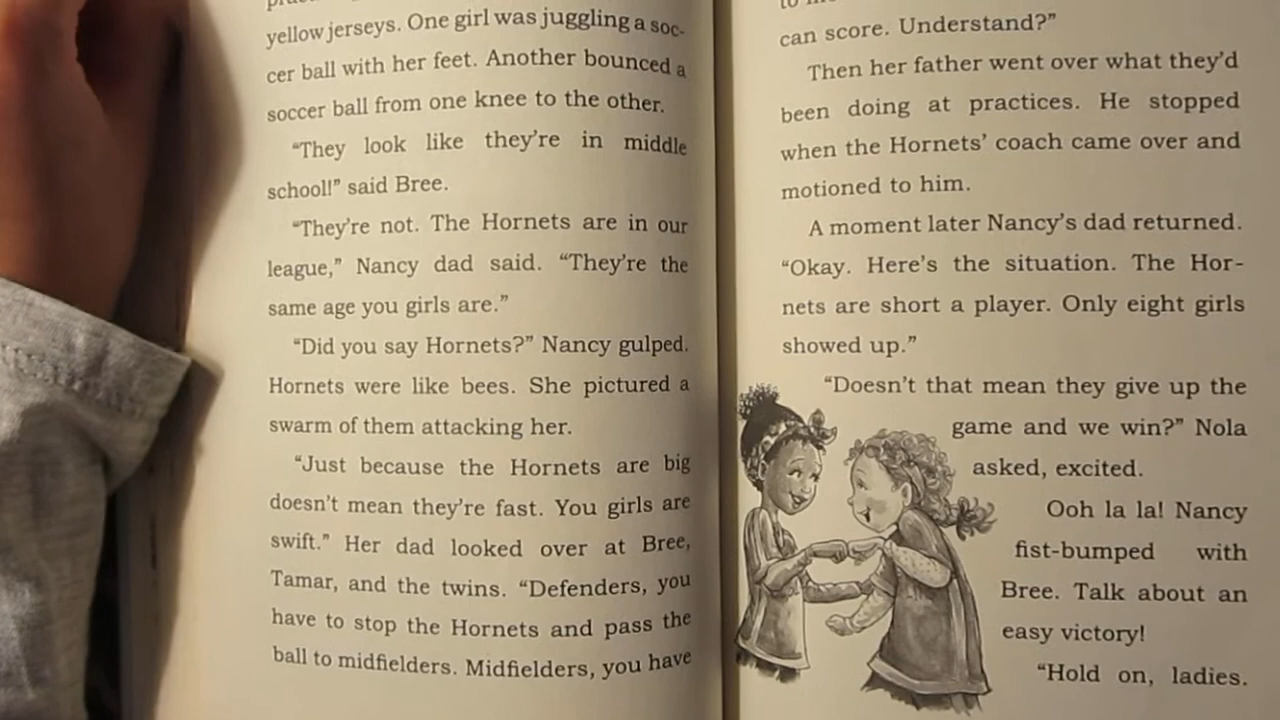 yellow jerseys. One girl was juggling a soc-
cer ball with her feet. Another bounced a
soccer ball from one knee to the other.
“They look like they’re in middle
school!” said Bree.
“They’re not. The Hornets are in our
league,” Nancy dad said. “They’re the
same age you girls are.”
“Did you say Hornets?” Nancy gulped.
Hornets were like bees. She pictured a
swarm of them attacking her.
“Just because the Hornets are big
doesn’t mean they’re fast. You girls are
swift.” Her dad looked over at Bree,
Tamar, and the twins. “Defenders, you
have to stop the Hornets and pass the
ball to midfielders. Midfielders, you have
can score. Understand?”
Then her father went over what they’d
been doing at practices. He stopped
when the Hornets’ coach came over and
motioned to him.
A moment later Nancy’s dad returned.
“Okay. Here’s the situation. The Hor-
nets are short a player. Only eight girls
showed up.”
“Doesn’t that mean they give up the
game and we win?” Nola
asked, excited.
Ooh la la! Nancy
fist-bumped with
Bree. Talk about an
easy victory!
“Hold on, ladies.